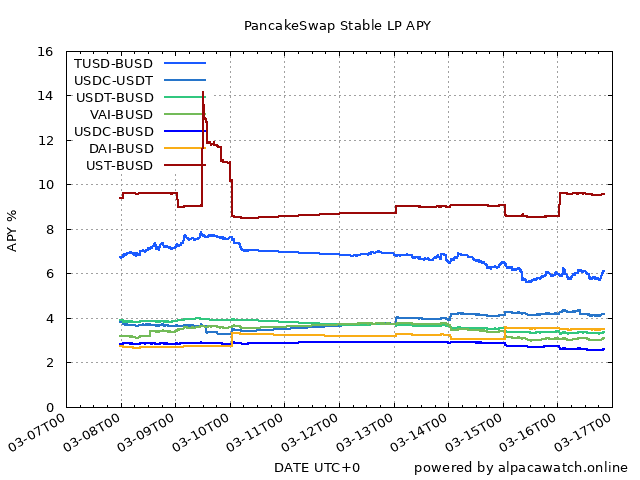 PancakeSwap Stable LP APY
16
14
12
10
8
6
4
2
0
APY %
TUSD-BUSD
USDC-USDT
USDT-BUSD
VAI-BUSD
USDC-BUSD
DAI-BUSD
UST-BUSD
03-07T00
03-08T00
03-09T00
03-10T00
03-11T00
03-12T00
03-13T00
03-14T00
03-15T00
03-16T00
03-17T00
DATE UTC+0
powered by alpacawatch.online